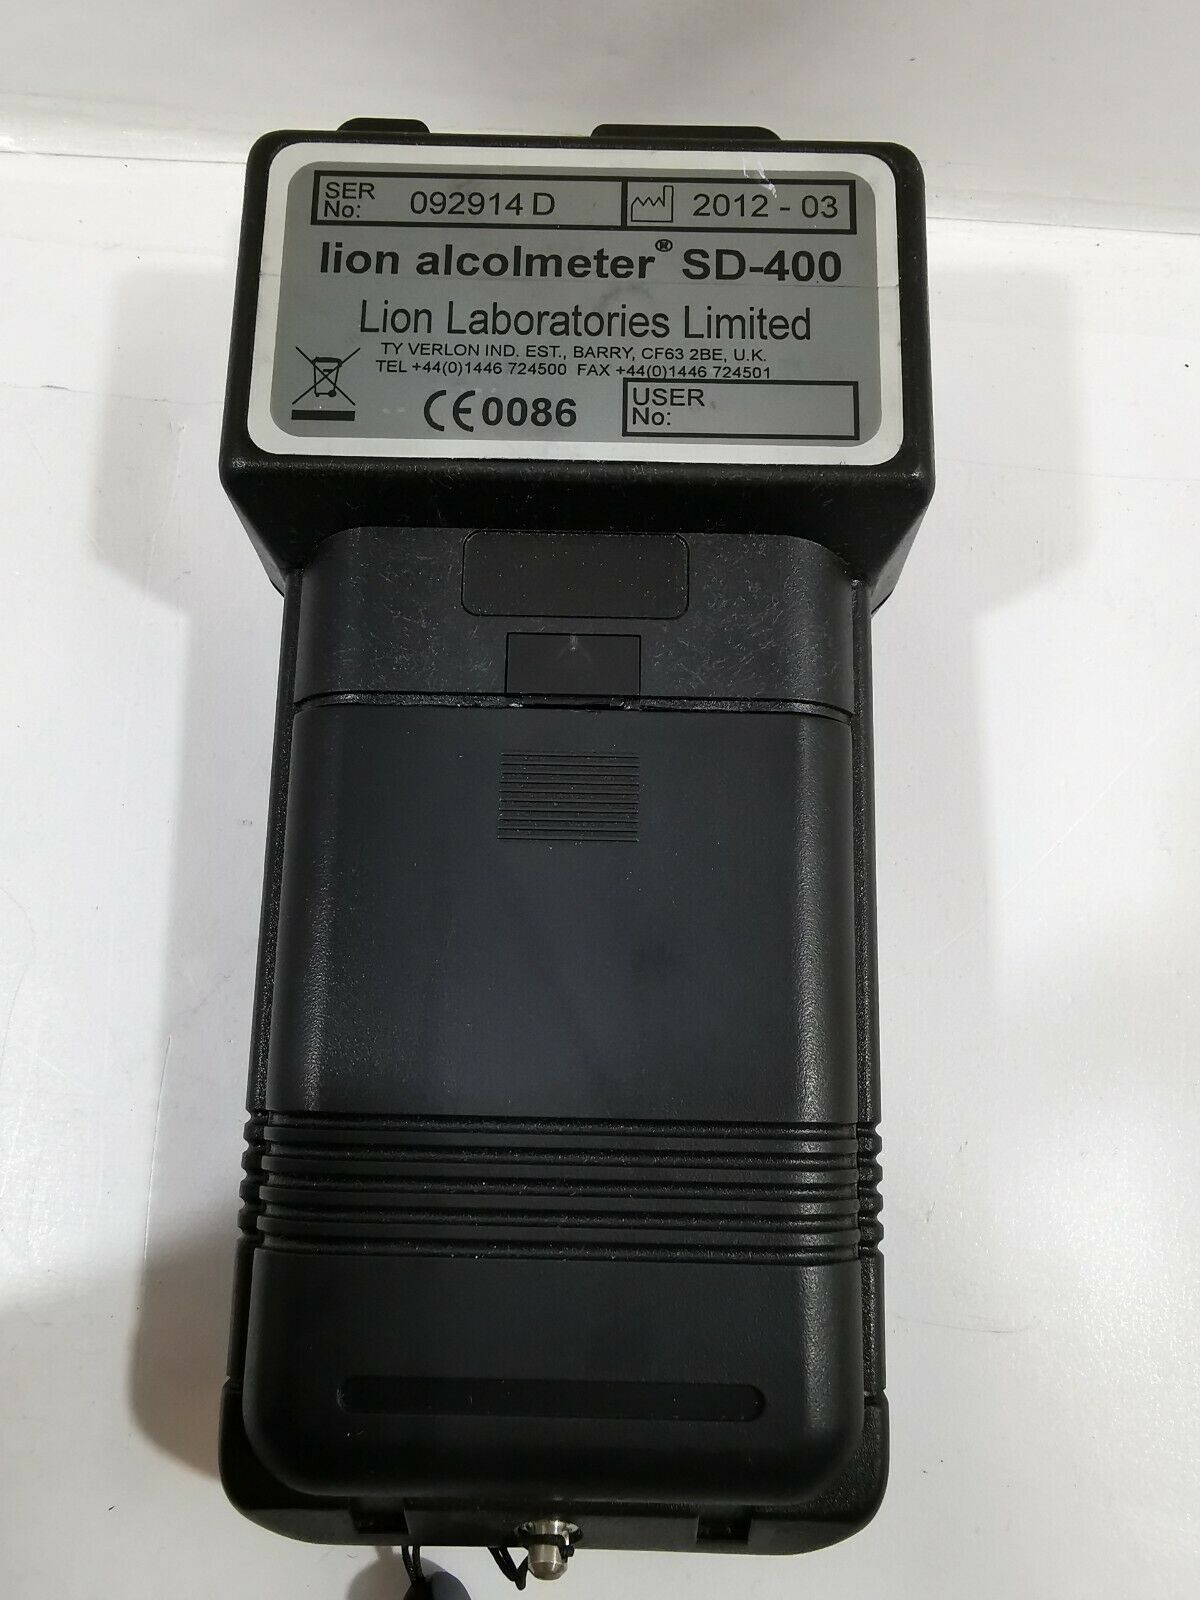 SER No: 092914 D 2012 - 03
lion alcolmeter® SD-400
Lion Laboratories Limited
TY VERLON IND. EST., BARRY, CF63 2BE, U.K.
TEL +44(0)1446 724500 FAX +44(0)1446 724501
CE0086
USER No: